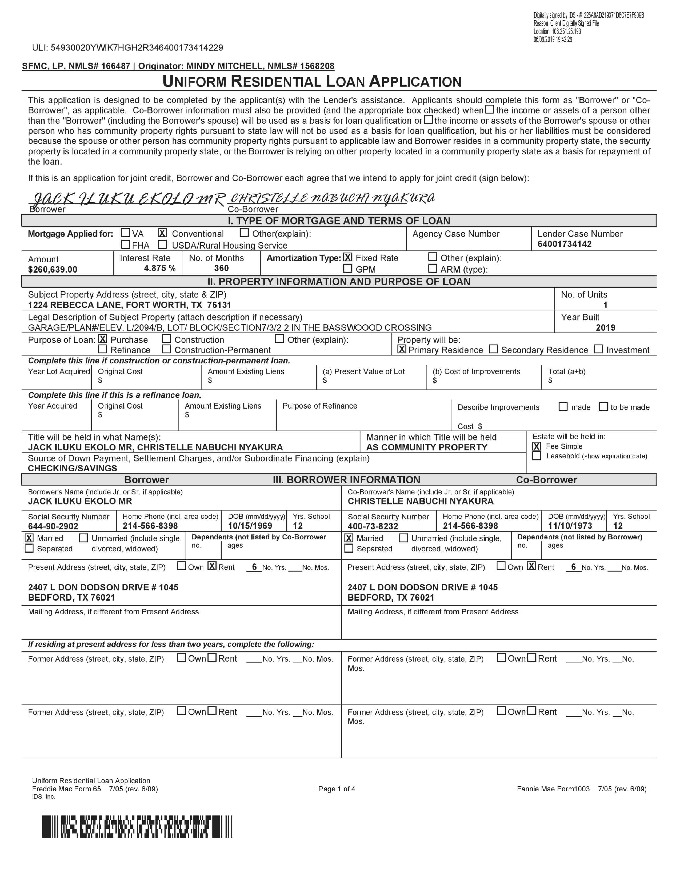 ULI: 54930020YWIK7HGH2R346400173414229
SFMC, LP, NMLS# 166487 | Originator: MINDY MITCHELL, NMLS# 1568208
UNIFORM RESIDENTIAL LOAN APPLICATION
This application is designed to be completed by the applicant(s) with the Lender's assistance. Applicants should complete this form as "Borrower" or "Co-
Borrower", as applicable. Co-Borrower information must also be provided (and the appropriate box checked) when ☐ the income or assets of a person other
than the "Borrower" (including the Borrower's spouse) will be used as a basis for loan qualification or ☐ the income or assets of the Borrower's spouse or other
person who has community property rights pursuant to state law will not be used as a basis for loan qualification, but his or her liabilities must be considered
because the spouse or other person has community property rights pursuant to applicable law and Borrower resides in a community property state, the security
property is located in a community property state, or the Borrower is relying on other property located in a community property state as a basis for repayment of
the loan.
If this is an application for joint credit, Borrower and Co-Borrower each agree that we intend to apply for joint credit (sign below):
JACK ILUKU EKOLO MR CHRISTELLE NABUCHI NYAKURA
Borrower Co-Borrower
I. TYPE OF MORTGAGE AND TERMS OF LOAN
Mortgage Applied for: ☐ VA ☒ Conventional ☐ Other(explain): Agency Case Number Lender Case Number
☐ FHA ☐ USDA/Rural Housing Service 64001734142
Amount Interest Rate No. of Months Amortization Type: ☒ Fixed Rate ☐ Other (explain):
$260,639.00 4.875 % 360 ☐ GPM ☐ ARM (type):
II. PROPERTY INFORMATION AND PURPOSE OF LOAN
Subject Property Address (street, city, state & ZIP) No. of Units
1224 REBECCA LANE, FORT WORTH, TX 76131 1
Legal Description of Subject Property (attach description if necessary) Year Built
GARAGE/PLAN#/ELEV. L/2094/B, LOT/ BLOCK/SECTION7/3/2 2 IN THE BASSWOOD CROSSING 2019
Purpose of Loan: ☒ Purchase ☐ Construction ☐ Other (explain): Property will be:
☐ Refinance ☐ Construction-Permanent ☒ Primary Residence ☐ Secondary Residence ☐ Investment
Complete this line if construction or construction-permanent loan.
Year Lot Acquired Original Cost Amount Existing Liens (a) Present Value of Lot (b) Cost of Improvements Total (a+b)
$ $ $ $ $
Complete this line if this is a refinance loan.
Year Acquired Original Cost Amount Existing Liens Purpose of Refinance Describe Improvements ☐ made ☐ to be made
$ $ Cost $
Title will be held in what Name(s): Manner in which Title will be held Estate will be held in:
JACK ILUKU EKOLO MR, CHRISTELLE NABUCHI NYAKURA AS COMMUNITY PROPERTY ☒ Fee Simple
Source of Down Payment, Settlement Charges, and/or Subordinate Financing (explain) ☐ Leasehold (show expiration date)
CHECKING/SAVINGS
Borrower III. BORROWER INFORMATION Co-Borrower
Borrower's Name (include Jr. or Sr. if applicable) Co-Borrower's Name (include Jr. or Sr. if applicable)
JACK ILUKU EKOLO MR CHRISTELLE NABUCHI NYAKURA
Social Security Number Home Phone (incl. area code) DOB (mm/dd/yyyy) Yrs. School Social Security Number Home Phone (incl. area code) DOB (mm/dd/yyyy) Yrs. School
644-90-2902 214-566-8398 10/15/1969 12 400-73-8232 214-566-8398 11/10/1973 12
☒ Married ☐ Unmarried (include single, Dependents (not listed by Co-Borrower ☒ Married ☐ Unmarried (include single, Dependents (not listed by Borrower)
☐ Separated divorced, widowed) no. ages ☐ Separated divorced, widowed) no. ages
Present Address (street, city, state, ZIP) ☐ Own ☒ Rent 6 No. Yrs. ___No. Mos. Present Address (street, city, state, ZIP) ☐ Own ☒ Rent 6 No. Yrs. ___No. Mos.
2407 L DON DODSON DRIVE # 1045 2407 L DON DODSON DRIVE # 1045
BEDFORD, TX 76021 BEDFORD, TX 76021
Mailing Address, if different from Present Address Mailing Address, if different from Present Address
If residing at present address for less than two years, complete the following:
Former Address (street, city, state, ZIP) ☐ Own ☐ Rent ___No. Yrs. __No. Mos. Former Address (street, city, state, ZIP) ☐ Own ☐ Rent ___No. Yrs. __No.
Mos.
Former Address (street, city, state, ZIP) ☐ Own ☐ Rent ___No. Yrs. __No. Mos. Former Address (street, city, state, ZIP) ☐ Own ☐ Rent ___No. Yrs. __No.
Mos.
Uniform Residential Loan Application
Freddie Mac Form 65 7/05 (rev. 6/09) Page 1 of 4 Fannie Mae Form1003 7/05 (rev. 6/09)
IDS, Inc.